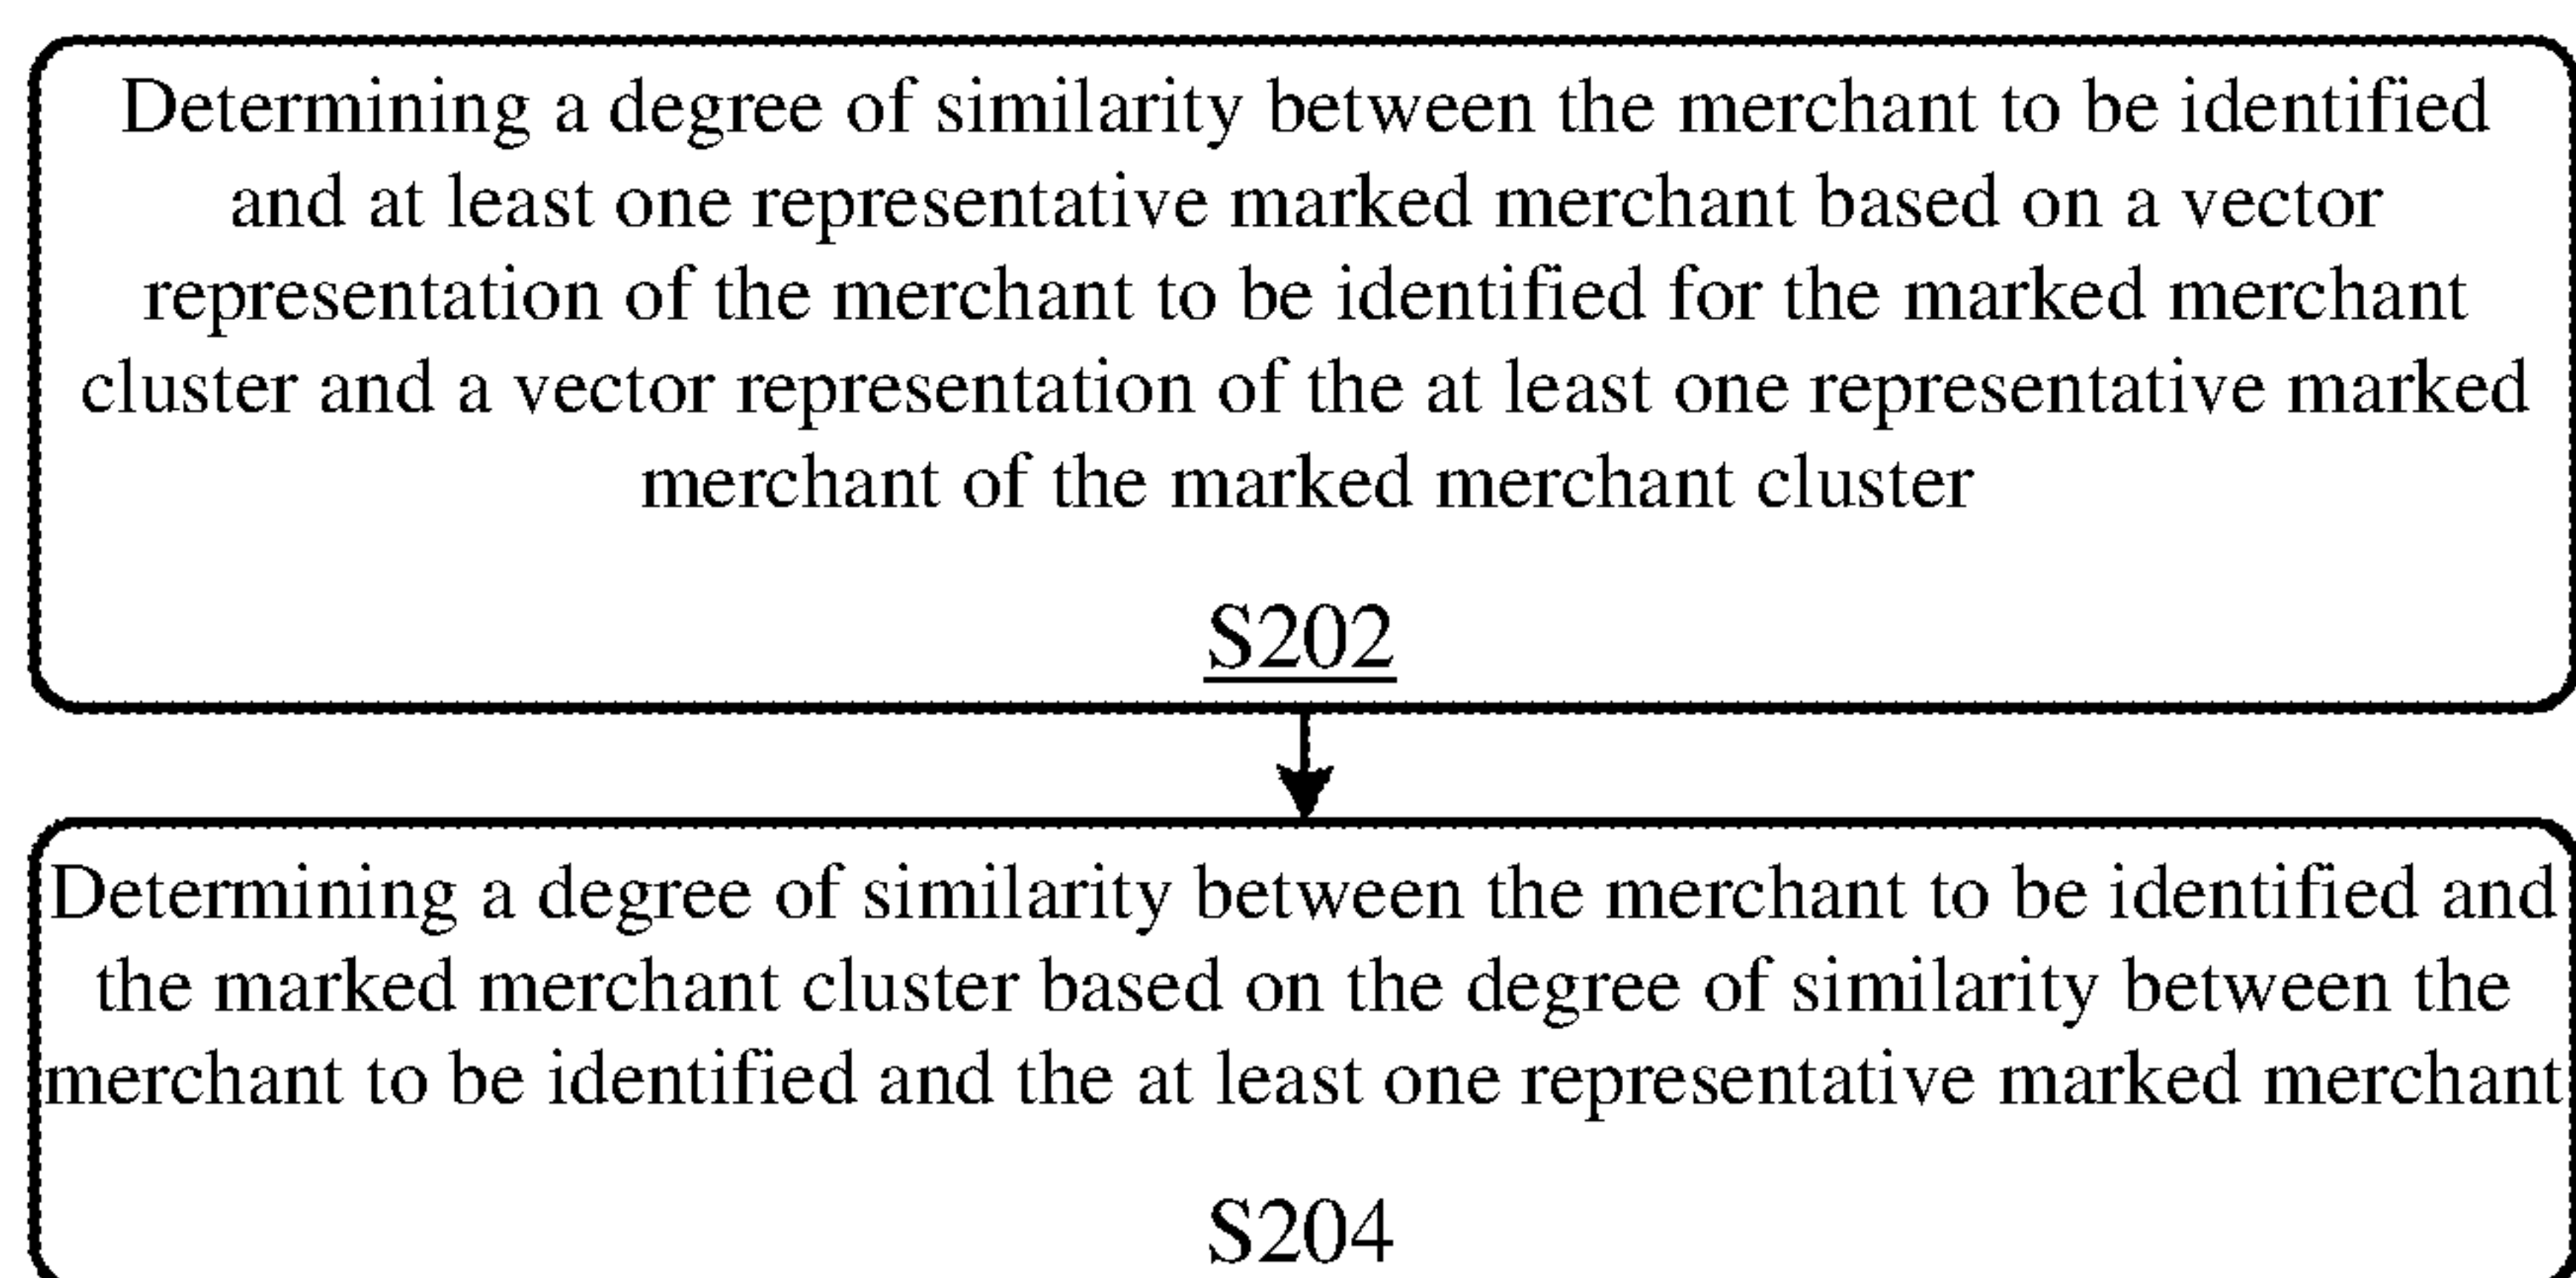 Determining a degree of similarity between the merchant to be identified
and at least one representative marked merchant based on a vector
representation of the merchant to be identified for the marked merchant
cluster and a vector representation of the at least one representative marked
merchant of the marked merchant cluster
S202
Determining a degree of similarity between the merchant to be identified and
the marked merchant cluster based on the degree of similarity between the
merchant to be identified and the at least one representative marked merchant
S204